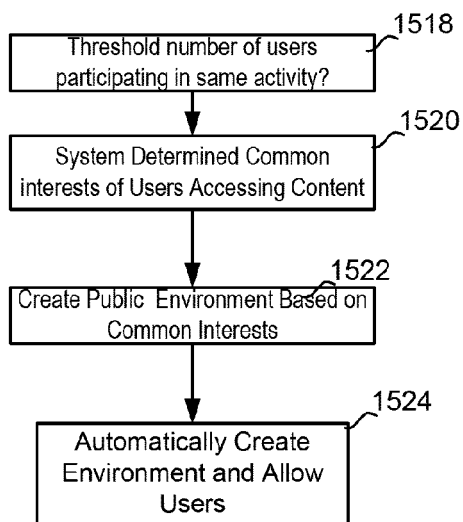 1518
Threshold number of users
participating in same activity?
1520
System Determined Common
interests of Users Accessing Content
1522
Create Public Environment Based on
Common Interests
1524
Automatically Create
Environment and Allow
Users